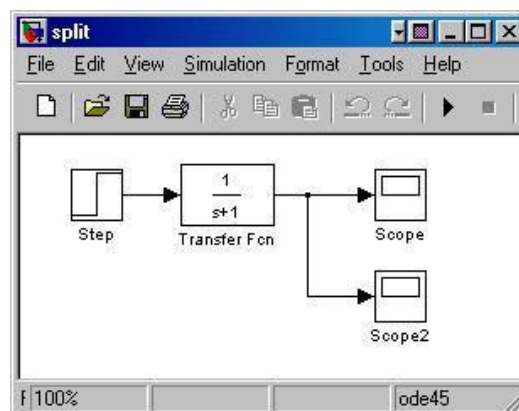 split
File Edit View Simulation Format Tools Help
1
s+1
Step
Transfer Fcn
Scope
Scope2
100%
ode45